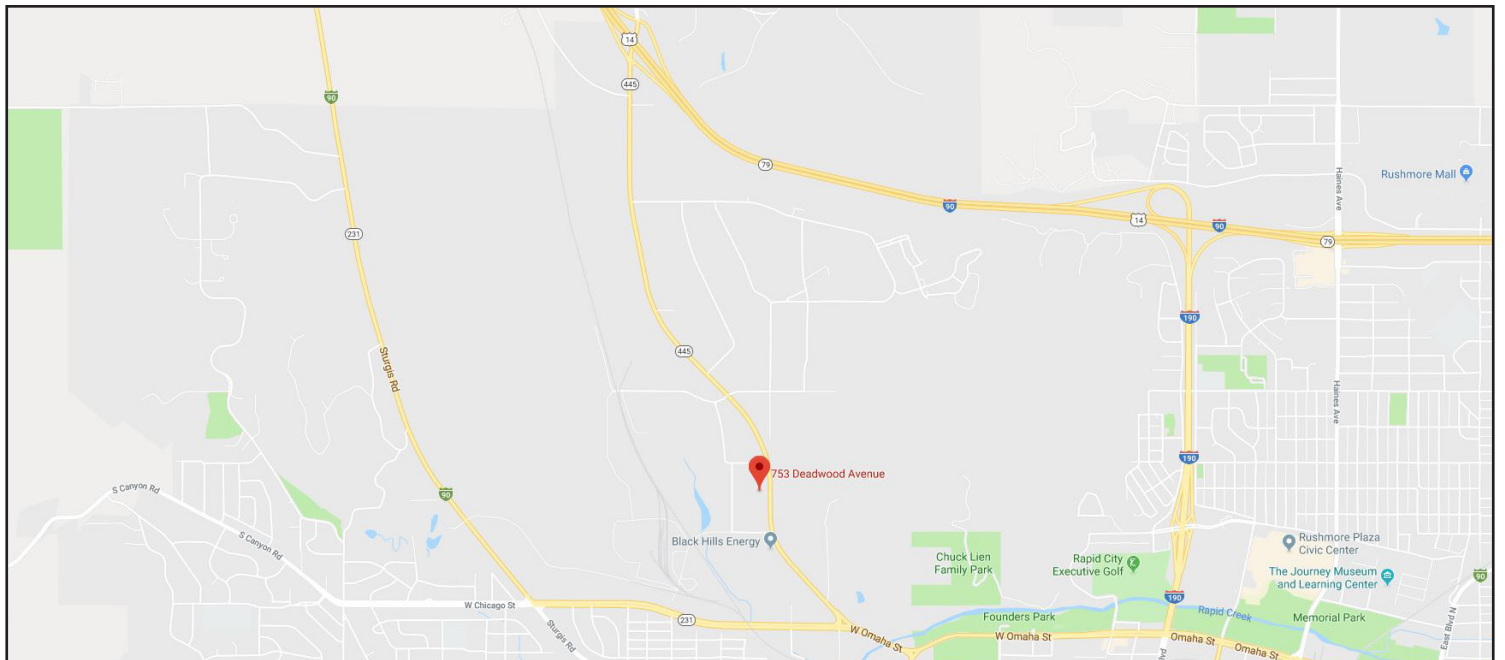 14
445
90
79
Rushmore Mall
Haines Ave
90
14
90
231
79
190
445
Sturgis Rd
Haines Ave
190
753 Deadwood Avenue
S Canyon Rd
90
S Canyon Rd
Black Hills Energy
Rushmore Plaza
Civic Center
Chuck Lien
Family Park
Rapid City
Executive Golf
The Journey Museum
and Learning Center
90
W Chicago St
190
Rapid Creek
Founders Park
Memorial Park
231
Sturgis Rd
W Omaha St
W Omaha St
Omaha St
Omaha St
East Blvd N
lvd